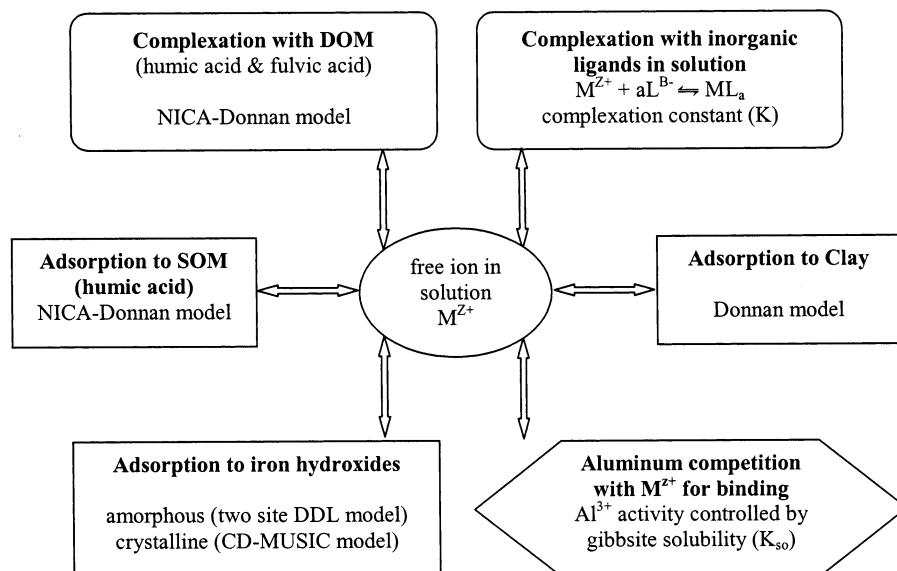 Complexation with DOM
(humic acid & fulvic acid)
NICA-Donnan model
Complexation with inorganic
ligands in solution
M^{Z+} + aL^{B-} ⇋ ML_a
complexation constant (K)
Adsorption to SOM
(humic acid)
NICA-Donnan model
free ion in
solution
M^{Z+}
Adsorption to Clay
Donnan model
Adsorption to iron hydroxides
amorphous (two site DDL model)
crystalline (CD-MUSIC model)
Aluminum competition
with M^{z+} for binding
Al^{3+} activity controlled by
gibbsite solubility (K_{so})